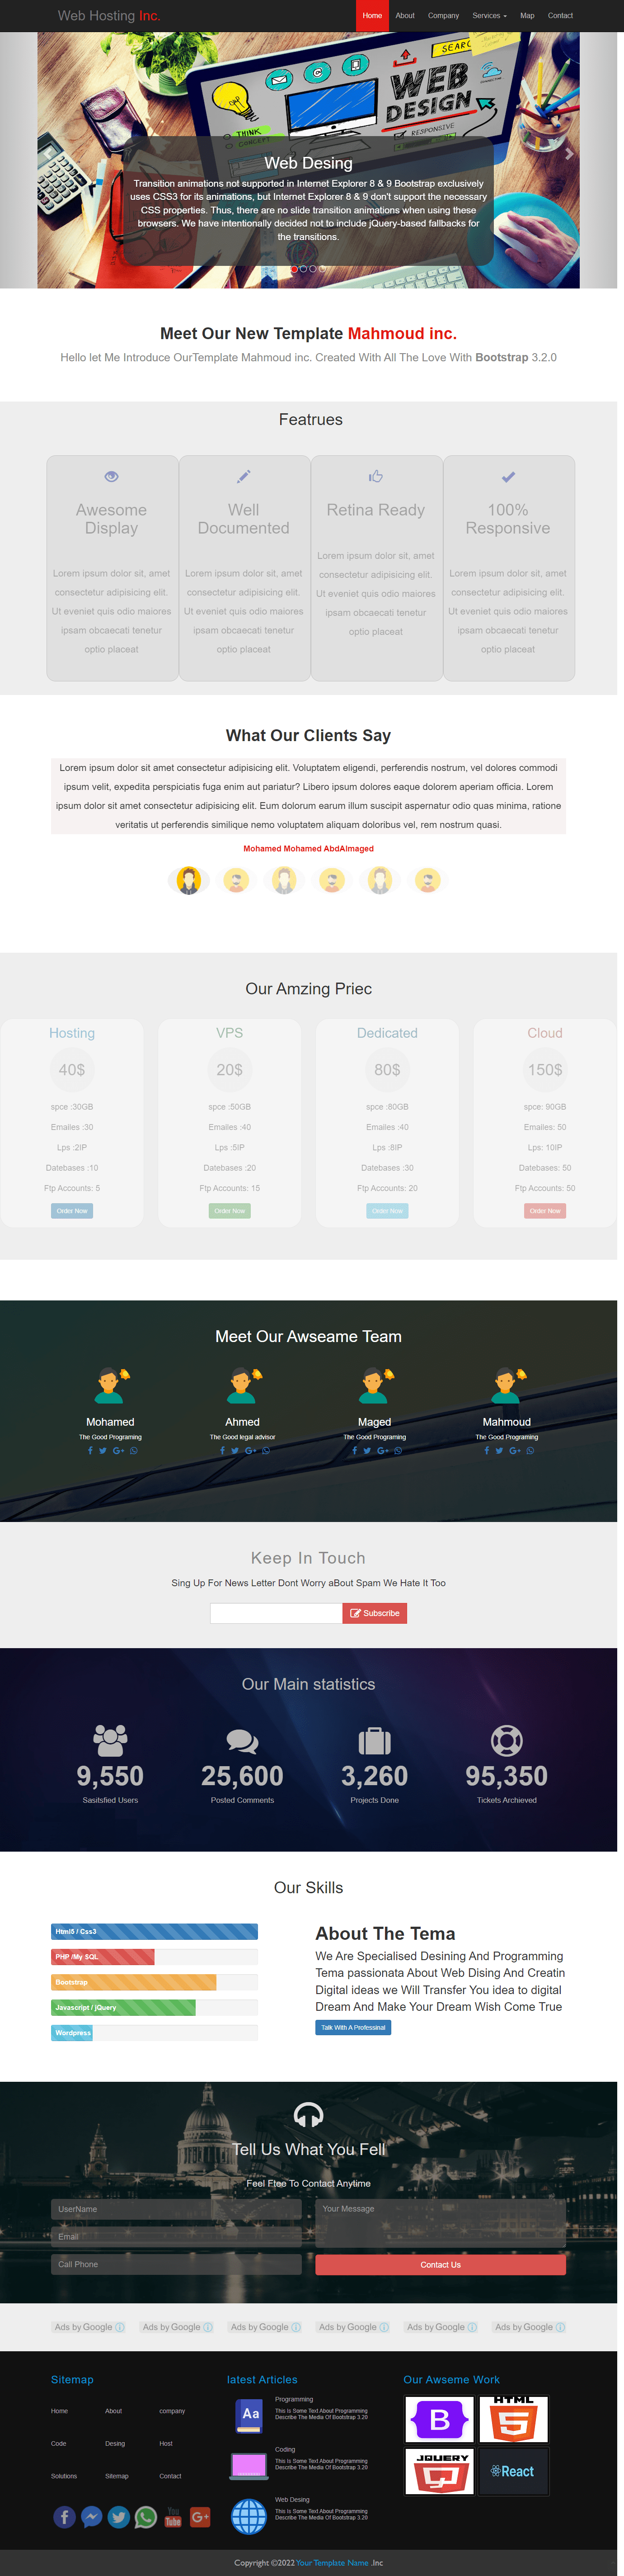 Web Hosting Inc.
Home About Company Services Map Contact
SEARCH
WEB
DESIGN
RESPONSIVE
THINK
CONCEPT
Web Desing
Transition animations not supported in Internet Explorer 8 & 9 Bootstrap exclusively
uses CSS3 for its animations, but Internet Explorer 8 & 9 don't support the necessary
CSS properties. Thus, there are no slide transition animations when using these
browsers. We have intentionally decided not to include jQuery-based fallbacks for
the transitions.
Meet Our New Template Mahmoud inc.
Hello let Me Introduce OurTemplate Mahmoud inc. Created With All The Love With Bootstrap 3.2.0
Featrues
Awesome
Display
Lorem ipsum dolor sit, amet
consectetur adipisicing elit.
Ut eveniet quis odio maiores
ipsam obcaecati tenetur
optio placeat
Well
Documented
Lorem ipsum dolor sit, amet
consectetur adipisicing elit.
Ut eveniet quis odio maiores
ipsam obcaecati tenetur
optio placeat
Retina Ready
Lorem ipsum dolor sit, amet
consectetur adipisicing elit.
Ut eveniet quis odio maiores
ipsam obcaecati tenetur
optio placeat
100%
Responsive
Lorem ipsum dolor sit, amet
consectetur adipisicing elit.
Ut eveniet quis odio maiores
ipsam obcaecati tenetur
optio placeat
What Our Clients Say
Lorem ipsum dolor sit amet consectetur adipisicing elit. Voluptatem eligendi, perferendis nostrum, vel dolores commodi
ipsum velit, expedita perspiciatis fuga enim aut pariatur? Libero ipsum dolores eaque dolorem aperiam officia. Lorem
ipsum dolor sit amet consectetur adipisicing elit. Eum dolorum earum illum suscipit aspernatur odio quas minima, ratione
veritatis ut perferendis similique nemo voluptatem aliquam doloribus vel, rem nostrum quasi.
Mohamed Mohamed AbdAlmaged
Our Amzing Priec
Hosting
40$
spce :30GB
Emailes :30
Lps :2IP
Datebases :10
Ftp Accounts: 5
Order Now
VPS
20$
spce :50GB
Emailes :40
Lps :5IP
Datebases :20
Ftp Accounts: 15
Order Now
Dedicated
80$
spce :80GB
Emailes :40
Lps :8IP
Datebases :30
Ftp Accounts: 20
Order Now
Cloud
150$
spce: 90GB
Emailes: 50
Lps: 10IP
Datebases: 50
Ftp Accounts: 50
Order Now
Meet Our Awseame Team
Mohamed
The Good Programing
Ahmed
The Good legal advisor
Maged
The Good Programing
Mahmoud
The Good Programing
Keep In Touch
Sing Up For News Letter Dont Worry aBout Spam We Hate It Too
Subscribe
Our Main statistics
9,550
Sasitsfied Users
25,600
Posted Comments
3,260
Projects Done
95,350
Tickets Archieved
Our Skills
Html5 / Css3
PHP /My SQL
Bootstrap
Javascript / jQuery
Wordpress
About The Tema
We Are Specialised Desining And Programming
Tema passionata About Web Dising And Creatin
Digital ideas we Will Transfer You idea to digital
Dream And Make Your Dream Wish Come True
Talk With A Professinal
Tell Us What You Fell
Feel Ftee To Contact Anytime
UserName
Email
Call Phone
Your Message
Contact Us
Ads by Google Ads by Google Ads by Google Ads by Google Ads by Google Ads by Google
Sitemap
Home About company
Code Desing Host
Solutions Sitemap Contact
You
Tube
G+
latest Articles
Aa
Programming
This Is Some Text About Programming
Describe The Media Of Bootstrap 3.20
Coding
This Is Some Text About Programming
Describe The Media Of Bootstrap 3.20
Web Desing
This Is Some Text About Programming
Describe The Media Of Bootstrap 3.20
Our Awseme Work
B
HTML
5
JQUERY
React
Copyright ©2022 Your Template Name .Inc